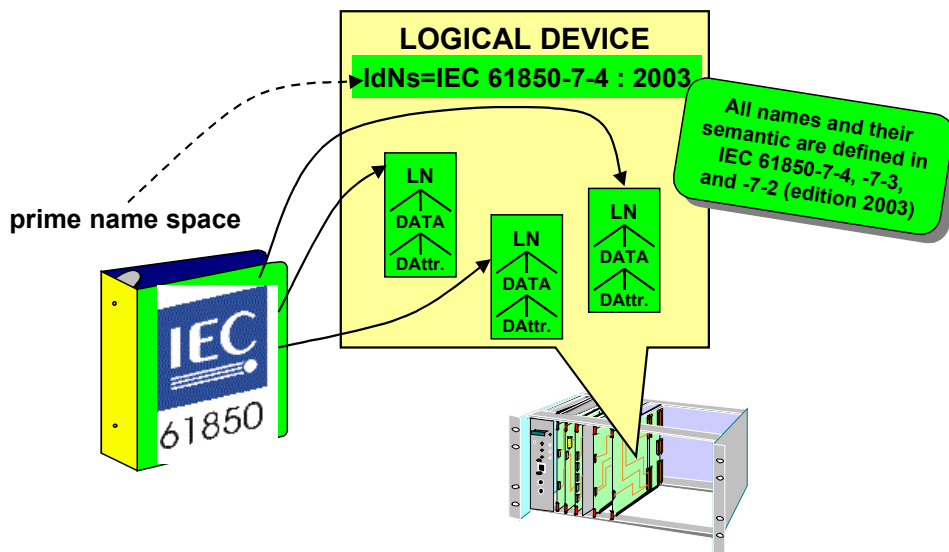 LOGICAL DEVICE
ldNs=IEC 61850-7-4 : 2003
All names and their
semantic are defined in
IEC 61850-7-4, -7-3,
and -7-2 (edition 2003)
prime name space
LN
DATA
DAttr.
LN
DATA
DAttr.
LN
DATA
DAttr.
IEC
61850